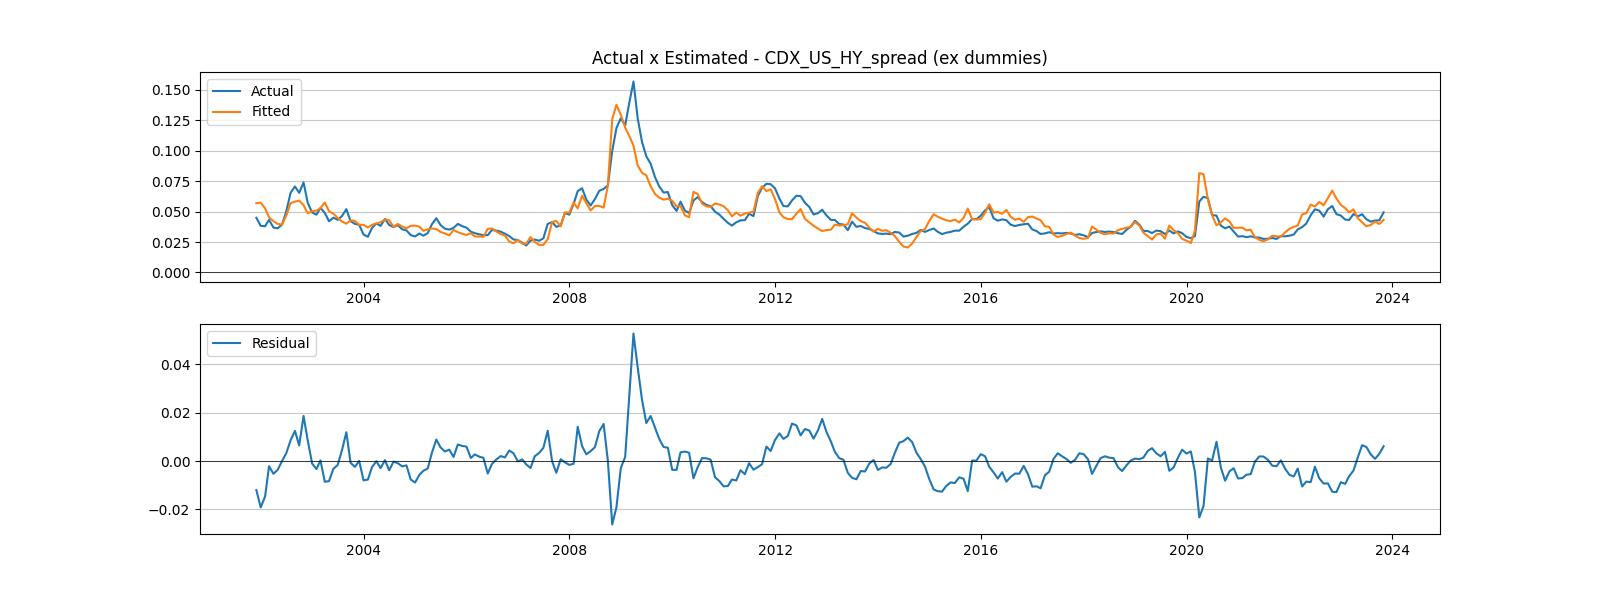 Actual x Estimated - CDX_US_HY_spread (ex dummies)
Actual
Fitted
0.150
0.125
0.100
0.075
0.050
0.025
0.000
2004 2008 2012 2016 2020 2024
Residual
0.04
0.02
0.00
−0.02
2004 2008 2012 2016 2020 2024